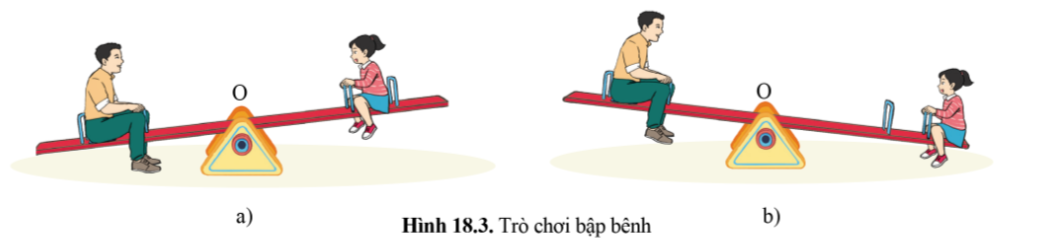 O
O
a)
b)
Hình 18.3. Trò chơi bập bênh